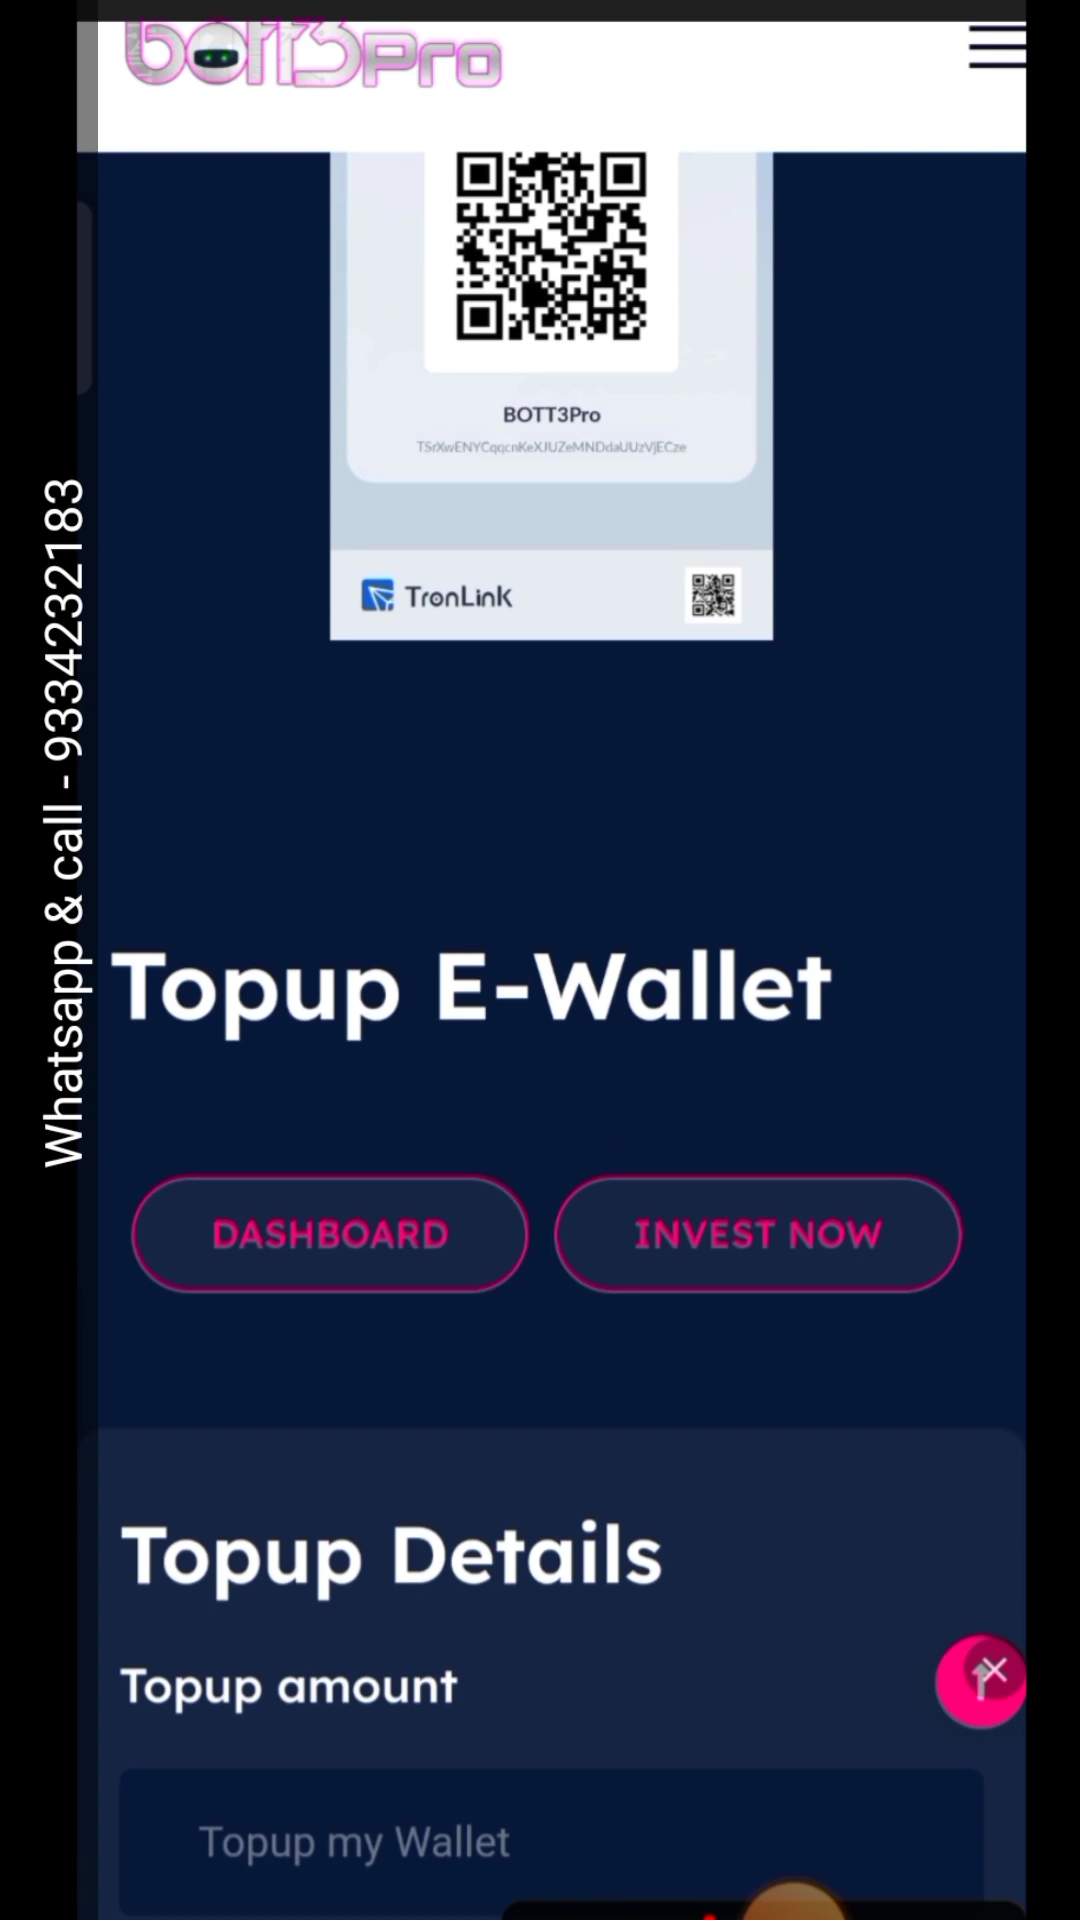 bott3Pro
BOTT3Pro
TronLink
Whatsapp & call - 9334232183
Topup E-Wallet
DASHBOARD
INVEST NOW
Topup Details
Topup amount
Topup my Wallet